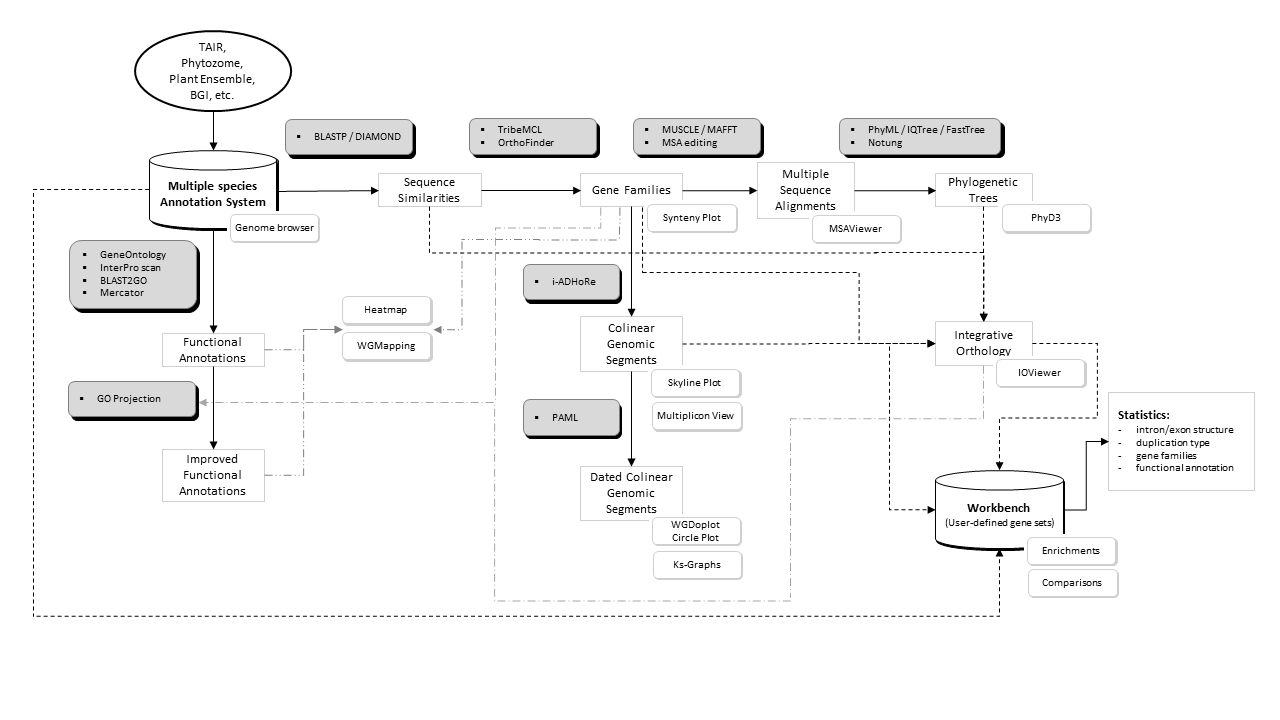 TAIR,
Phytozome,
Plant Ensemble,
BGI, etc.
▪ BLASTP / DIAMOND
▪ TribeMCL
▪ OrthoFinder
▪ MUSCLE / MAFFT
▪ MSA editing
▪ PhyML / IQTree / FastTree
▪ Notung
Multiple species
Annotation System
Genome browser
Sequence
Similarities
Gene Families
Synteny Plot
Multiple
Sequence
Alignments
MSAViewer
Phylogenetic
Trees
PhyD3
▪ GeneOntology
▪ InterPro scan
▪ BLAST2GO
▪ Mercator
▪ i-ADHoRe
Heatmap
WGMapping
Functional
Annotations
Colinear
Genomic
Segments
Skyline Plot
Multiplicon View
Integrative
Orthology
IOViewer
▪ GO Projection
▪ PAML
Statistics:
- intron/exon structure
- duplication type
- gene families
- functional annotation
Improved
Functional
Annotations
Dated Colinear
Genomic
Segments
WGDoplot
Circle Plot
Ks-Graphs
Workbench
(User-defined gene sets)
Enrichments
Comparisons